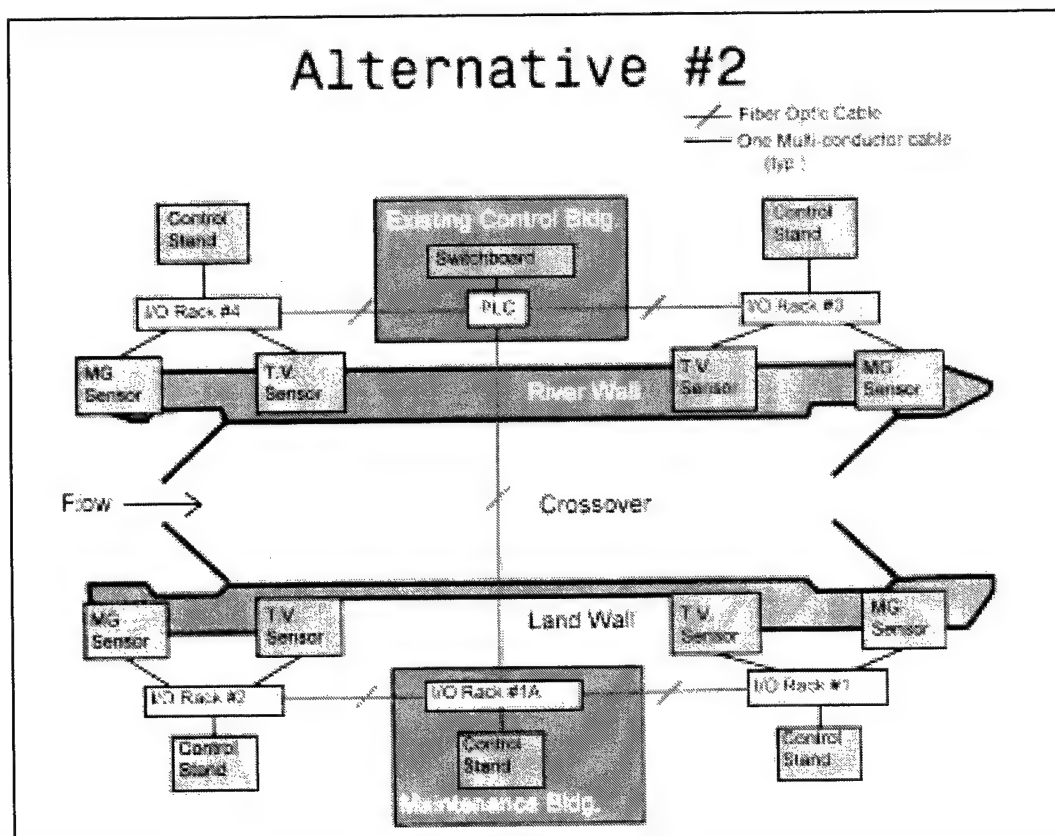 Alternative #2
Fiber Optic Cable
One Multi-conductor cable
(typ.)
Control
Stand
Existing Control Bldg.
Switchboard
PLC
Control
Stand
I/O Rack #4
I/O Rack #3
MG
Sensor
T.V.
Sensor
River Wall
T.V.
Sensor
MG
Sensor
Flow
Crossover
MG
Sensor
T.V.
Sensor
Land Wall
T.V.
Sensor
MG
Sensor
I/O Rack #2
I/O Rack #1A
I/O Rack #1
Control
Stand
Control
Stand
Control
Stand
Maintenance Bldg.